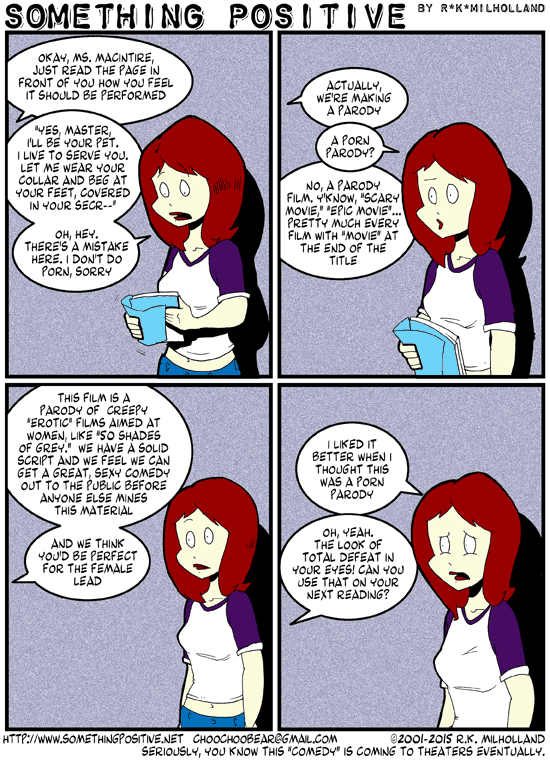 SOMETHING POSITIVE BY R*K*MILHOLLAND
OKAY, MS. MACINTIRE,
JUST READ THE PAGE IN
FRONT OF YOU HOW YOU FEEL
IT SHOULD BE PERFORMED
"YES, MASTER,
I'LL BE YOUR PET.
I LIVE TO SERVE YOU.
LET ME WEAR YOUR
COLLAR AND BEG AT
YOUR FEET, COVERED
IN YOUR SECR--"
OH, HEY.
THERE'S A MISTAKE
HERE. I DON'T DO
PORN, SORRY
ACTUALLY,
WE'RE MAKING
A PARODY
A PORN
PARODY?
NO, A PARODY
FILM. Y'KNOW, "SCARY
MOVIE," "EPIC MOVIE"...
PRETTY MUCH EVERY
FILM WITH "MOVIE" AT
THE END OF THE
TITLE
THIS FILM IS A
PARODY OF CREEPY
"EROTIC" FILMS AIMED AT
WOMEN, LIKE "50 SHADES
OF GREY." WE HAVE A SOLID
SCRIPT AND WE FEEL WE CAN
GET A GREAT, SEXY COMEDY
OUT TO THE PUBLIC BEFORE
ANYONE ELSE MINES
THIS MATERIAL
AND WE THINK
YOU'D BE PERFECT
FOR THE FEMALE
LEAD
I LIKED IT
BETTER WHEN I
THOUGHT THIS
WAS A PORN
PARODY
OH, YEAH.
THE LOOK OF
TOTAL DEFEAT IN
YOUR EYES! CAN YOU
USE THAT ON YOUR
NEXT READING?
HTTP://WWW.SOMETHINGPOSITIVE.NET CHOOCHOOBEAR@GMAIL.COM ©2001-2015 R.K. MILHOLLAND
SERIOUSLY, YOU KNOW THIS "COMEDY" IS COMING TO THEATERS EVENTUALLY.